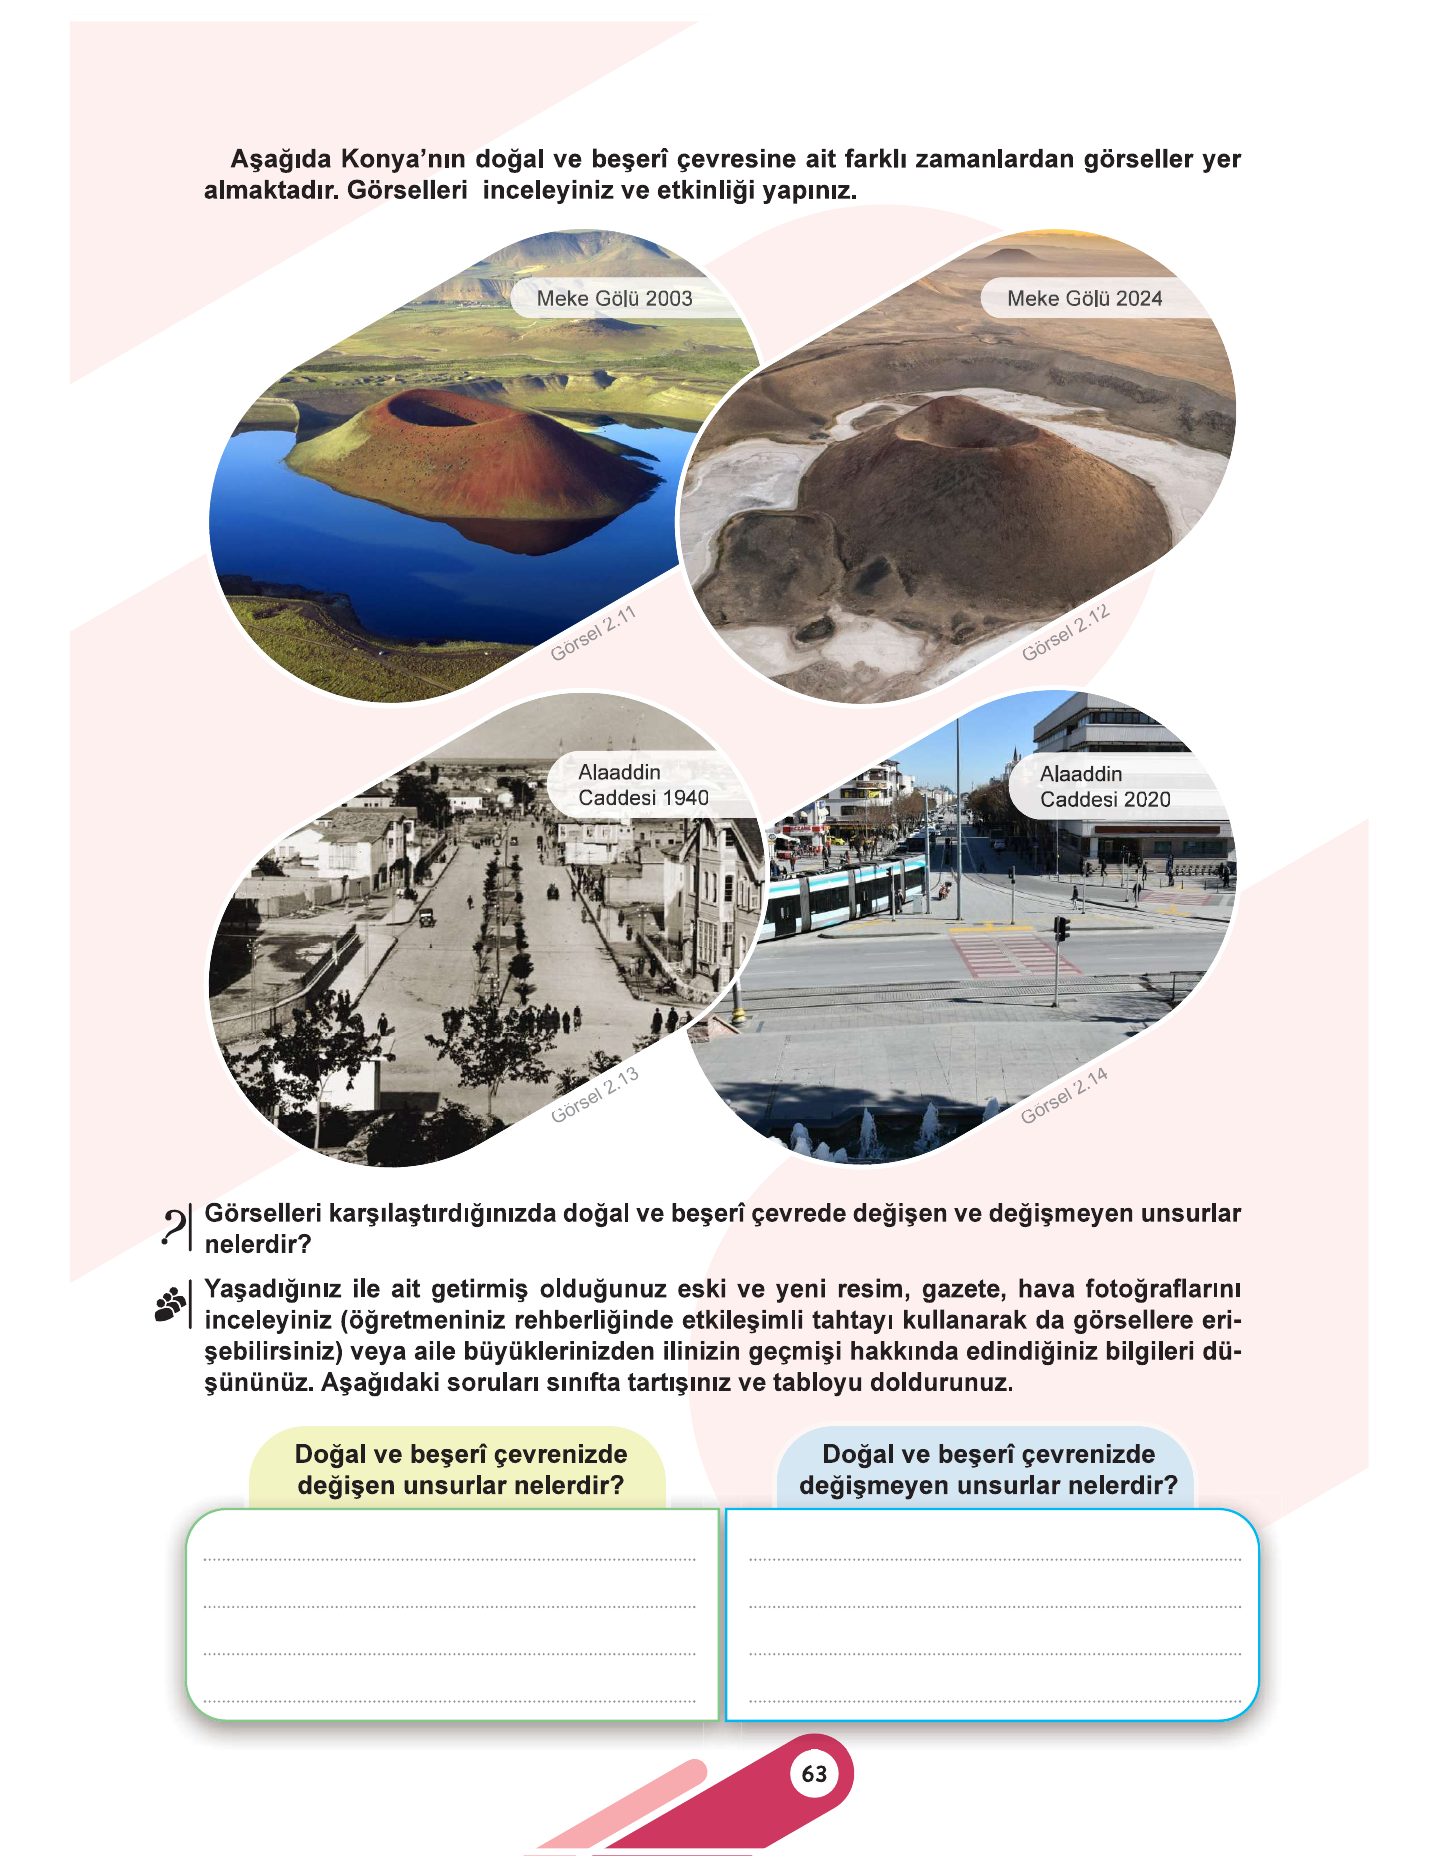 Aşağıda Konya’nın doğal ve beşerî çevresine ait farklı zamanlardan görseller yer
almaktadır. Görselleri inceleyiniz ve etkinliği yapınız.
Meke Gölü 2003
Meke Gölü 2024
Görsel 2.11
Görsel 2.12
Alaaddin
Caddesi 1940
Alaaddin
Caddesi 2020
Görsel 2.13
Görsel 2.14
? Görselleri karşılaştırdığınızda doğal ve beşerî çevrede değişen ve değişmeyen unsurlar
nelerdir?
Yaşadığınız ile ait getirmiş olduğunuz eski ve yeni resim, gazete, hava fotoğraflarını
inceleyiniz (öğretmeniniz rehberliğinde etkileşimli tahtayı kullanarak da görsellere eri-
şebilirsiniz) veya aile büyüklerinizden ilinizin geçmişi hakkında edindiğiniz bilgileri dü-
şününüz. Aşağıdaki soruları sınıfta tartışınız ve tabloyu doldurunuz.
Doğal ve beşerî çevrenizde
değişen unsurlar nelerdir?
Doğal ve beşerî çevrenizde
değişmeyen unsurlar nelerdir?
63